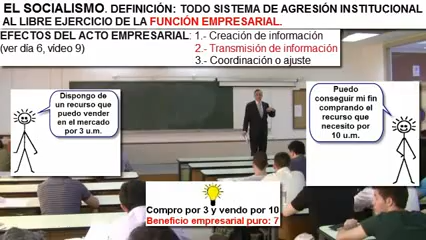 EL SOCIALISMO. DEFINICIÓN: TODO SISTEMA DE AGRESIÓN INSTITUCIONAL
AL LIBRE EJERCICIO DE LA FUNCIÓN EMPRESARIAL.
EFECTOS DEL ACTO EMPRESARIAL: 1.- Creación de información
(ver día 6, vídeo 9)
2.- Transmisión de información
3.- Coordinación o ajuste
Dispongo de
un recurso que
puedo vender
en el mercado
por 3 u.m.
Puedo
conseguir mi fin
comprando el
recurso que
necesito por
10 u.m.
Compro por 3 y vendo por 10
Beneficio empresarial puro: 7